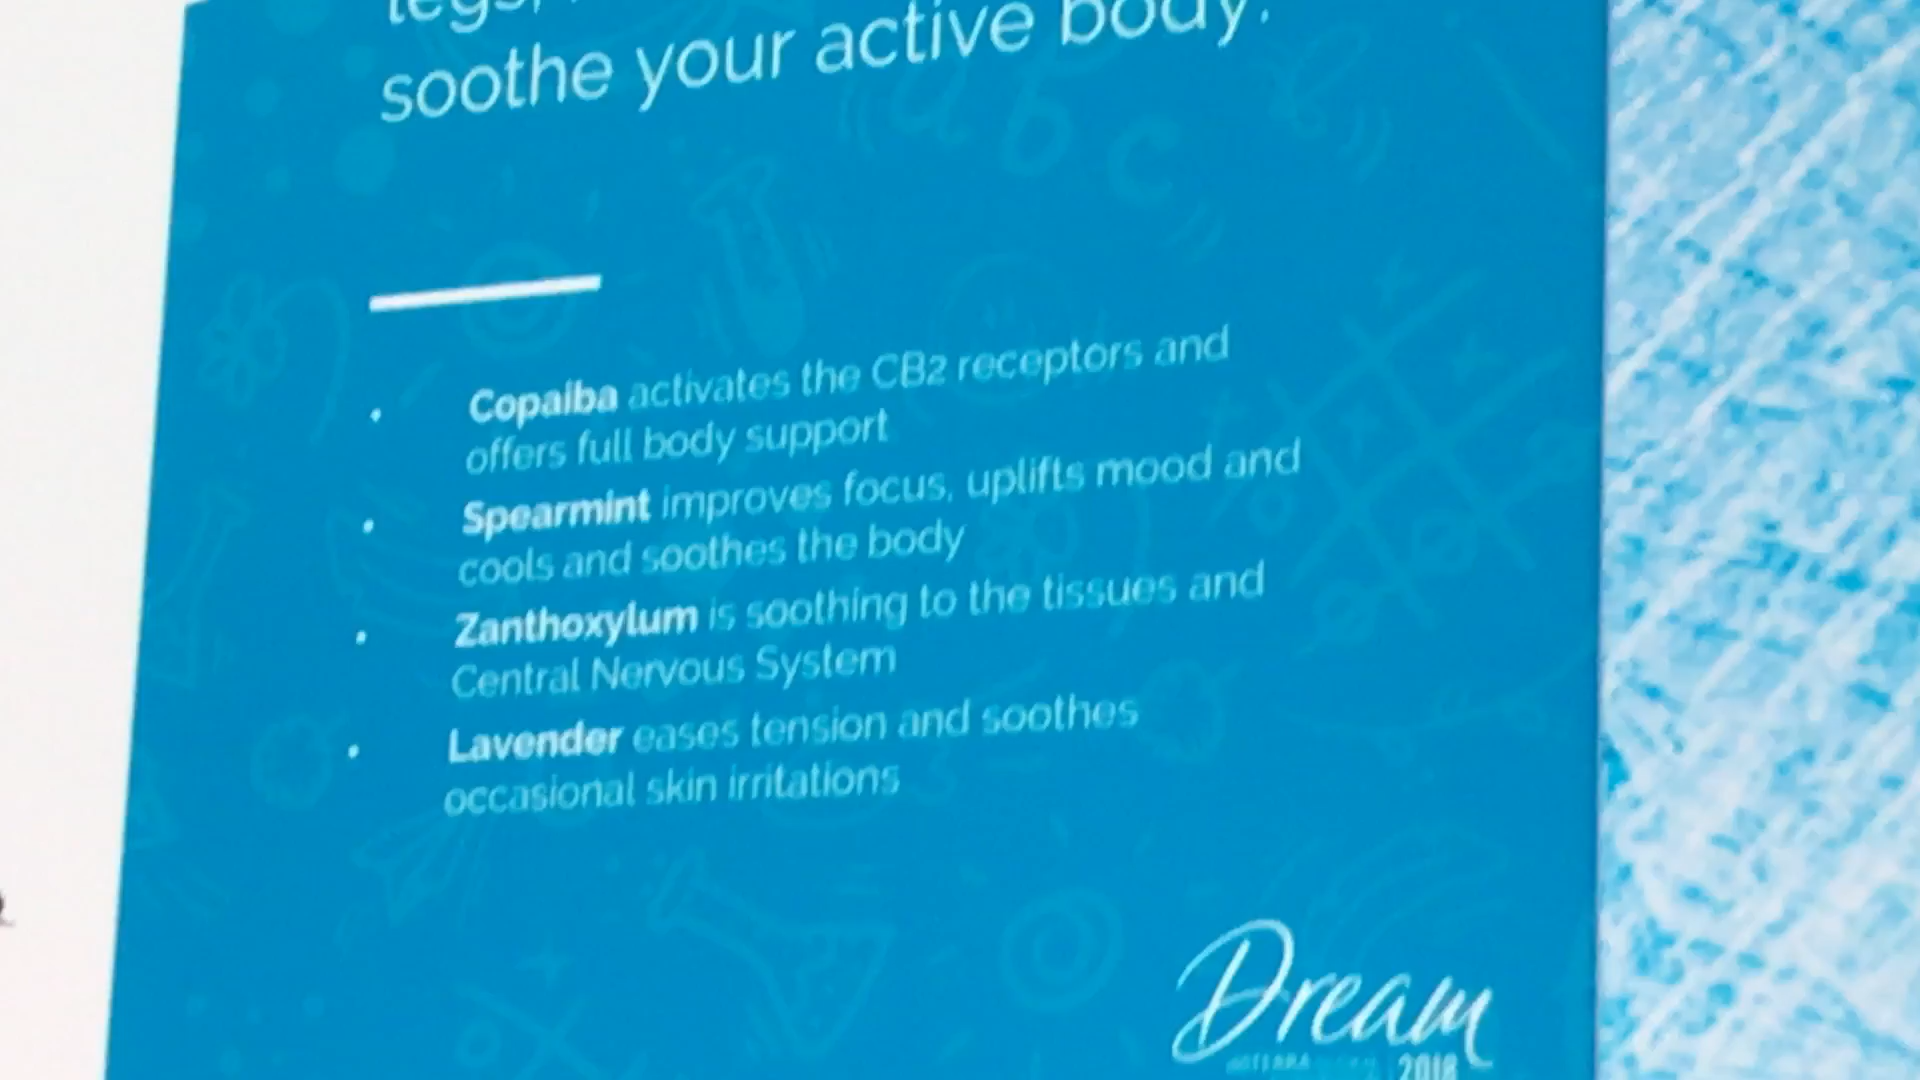 legs,
soothe your active body.
• Copaiba activates the CB2 receptors and
offers full body support
• Spearmint improves focus, uplifts mood and
cools and soothes the body
• Zanthoxylum is soothing to the tissues and
Central Nervous System
• Lavender eases tension and soothes
occasional skin irritations
a b c
Dream
2018